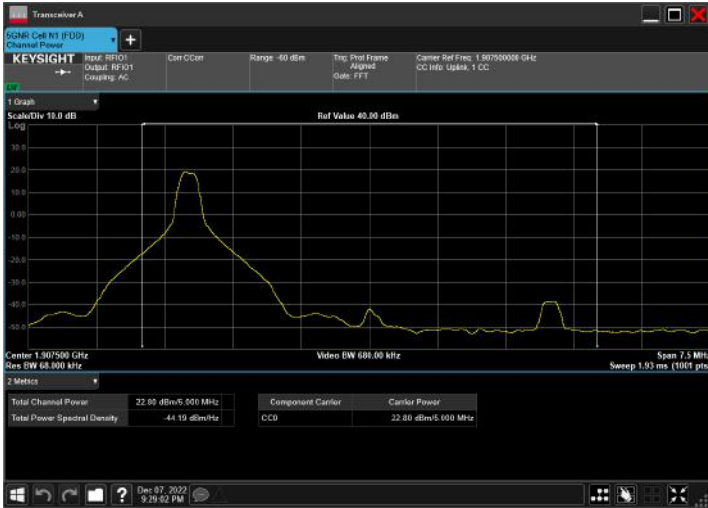 Transceiver A
5GNR Cell N1 (FDD)
Channel Power
KEYSIGHT
Input: RFIO1
Output: RFIO1
Coupling: AC
Corr CCorr
Range: -60 dBm
Trig: Prot Frame
Aligned
Gate: FFT
Carrier Ref Freq: 1.907500000 GHz
CC Info: Uplink, 1 CC
1 Graph
Scale/Div 10.0 dB
Ref Value 40.00 dBm
Log
30.0
20.0
10.0
0.00
-10.0
-20.0
-30.0
-40.0
-50.0
Center 1.907500 GHz
Video BW 680.00 kHz
Span 7.5 MHz
Res BW 68.000 kHz
Sweep 1.93 ms (1001 pts
2 Metrics
Total Channel Power 22.80 dBm/5.000 MHz
Total Power Spectral Density -44.19 dBm/Hz
Component Carrier Carrier Power
CC0 22.80 dBm/5.000 MHz
?
Dec 07, 2022
9:29:02 PM